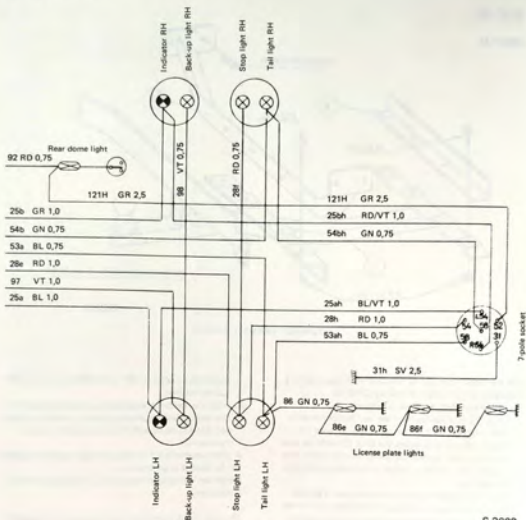 Indicator RH
Back-up light RH
Stop light RH
Tail light RH
Rear dome light
92 RD 0,75
98 VT 0,75
28f RD 0,75
121H GR 2,5
121H GR 2,5
25b GR 1,0
25bh RD/VT 1,0
54b GN 0,75
54bh GN 0,75
53a BL 0,75
28e RD 1,0
97 VT 1,0
25a BL 1,0
25ah BL/VT 1,0
28h RD 1,0
53ah BL 0,75
54
31
7-pole socket
31h SV 2,5
86 GN 0,75
86e GN 0,75
86f GN 0,75
License plate lights
Indicator LH
Back-up light LH
Stop light LH
Tail light LH